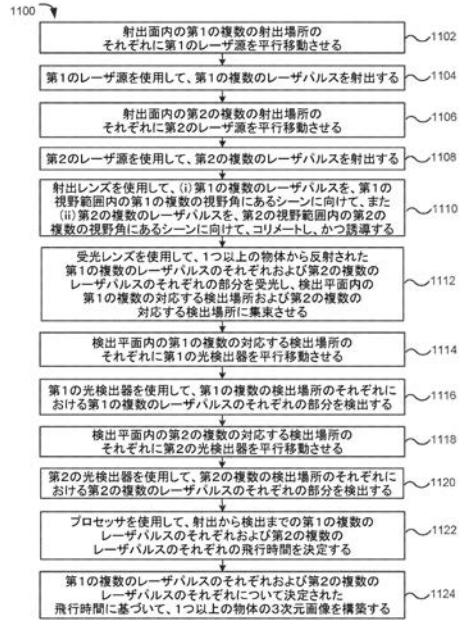 1100
射出面内の第1の複数の射出場所の
それぞれに第1のレーザ源を平行移動させる
1102
第1のレーザ源を使用して、第1の複数のレーザパルスを射出する
1104
射出面内の第2の複数の射出場所の
それぞれに第2のレーザ源を平行移動させる
1106
第2のレーザ源を使用して、第2の複数のレーザパルスを射出する
1108
射出レンズを使用して、(i)第1の複数のレーザパルスを、第1の
視野範囲内の第1の複数の視野角にあるシーンに向けて、また
(ii)第2の複数のレーザパルスを、第2の視野範囲内の第2の
複数の視野角にあるシーンに向けて、コリメートし、かつ誘導する
1110
受光レンズを使用して、1つ以上の物体から反射された
第1の複数のレーザパルスのそれぞれおよび第2の複数の
レーザパルスのそれぞれの部分を受光し、検出平面内の
第1の複数の対応する検出場所および第2の複数の
対応する検出場所に集束させる
1112
検出平面内の第1の複数の対応する検出場所の
それぞれに第1の光検出器を平行移動させる
1114
第1の光検出器を使用して、第1の複数の検出場所のそれぞれに
おける第1の複数のレーザパルスのそれぞれの部分を検出する
1116
検出平面内の第2の複数の対応する検出場所の
それぞれに第2の光検出器を平行移動させる
1118
第2の光検出器を使用して、第2の複数の検出場所のそれぞれに
おける第2の複数のレーザパルスのそれぞれの部分を検出する
1120
プロセッサを使用して、射出から検出までの第1の複数の
レーザパルスのそれぞれおよび第2の複数の
レーザパルスのそれぞれの飛行時間を決定する
1122
第1の複数のレーザパルスのそれぞれおよび第2の複数の
レーザパルスのそれぞれについて決定された
飛行時間に基づいて、1つ以上の物体の3次元画像を構築する
1124